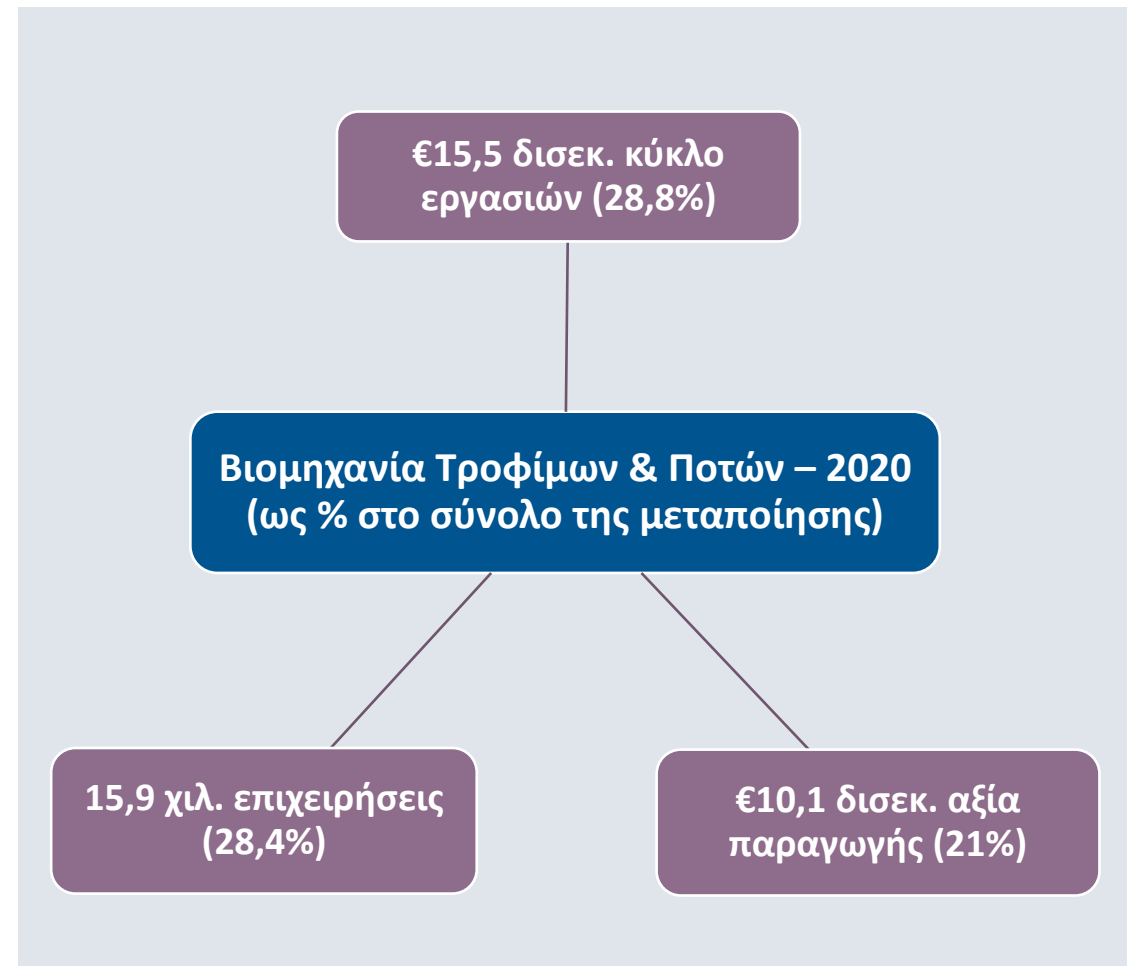 €15,5 δισεκ. κύκλο
εργασιών (28,8%)
Βιομηχανία Τροφίμων & Ποτών – 2020
(ως % στο σύνολο της μεταποίησης)
15,9 χιλ. επιχειρήσεις
(28,4%)
€10,1 δισεκ. αξία
παραγωγής (21%)